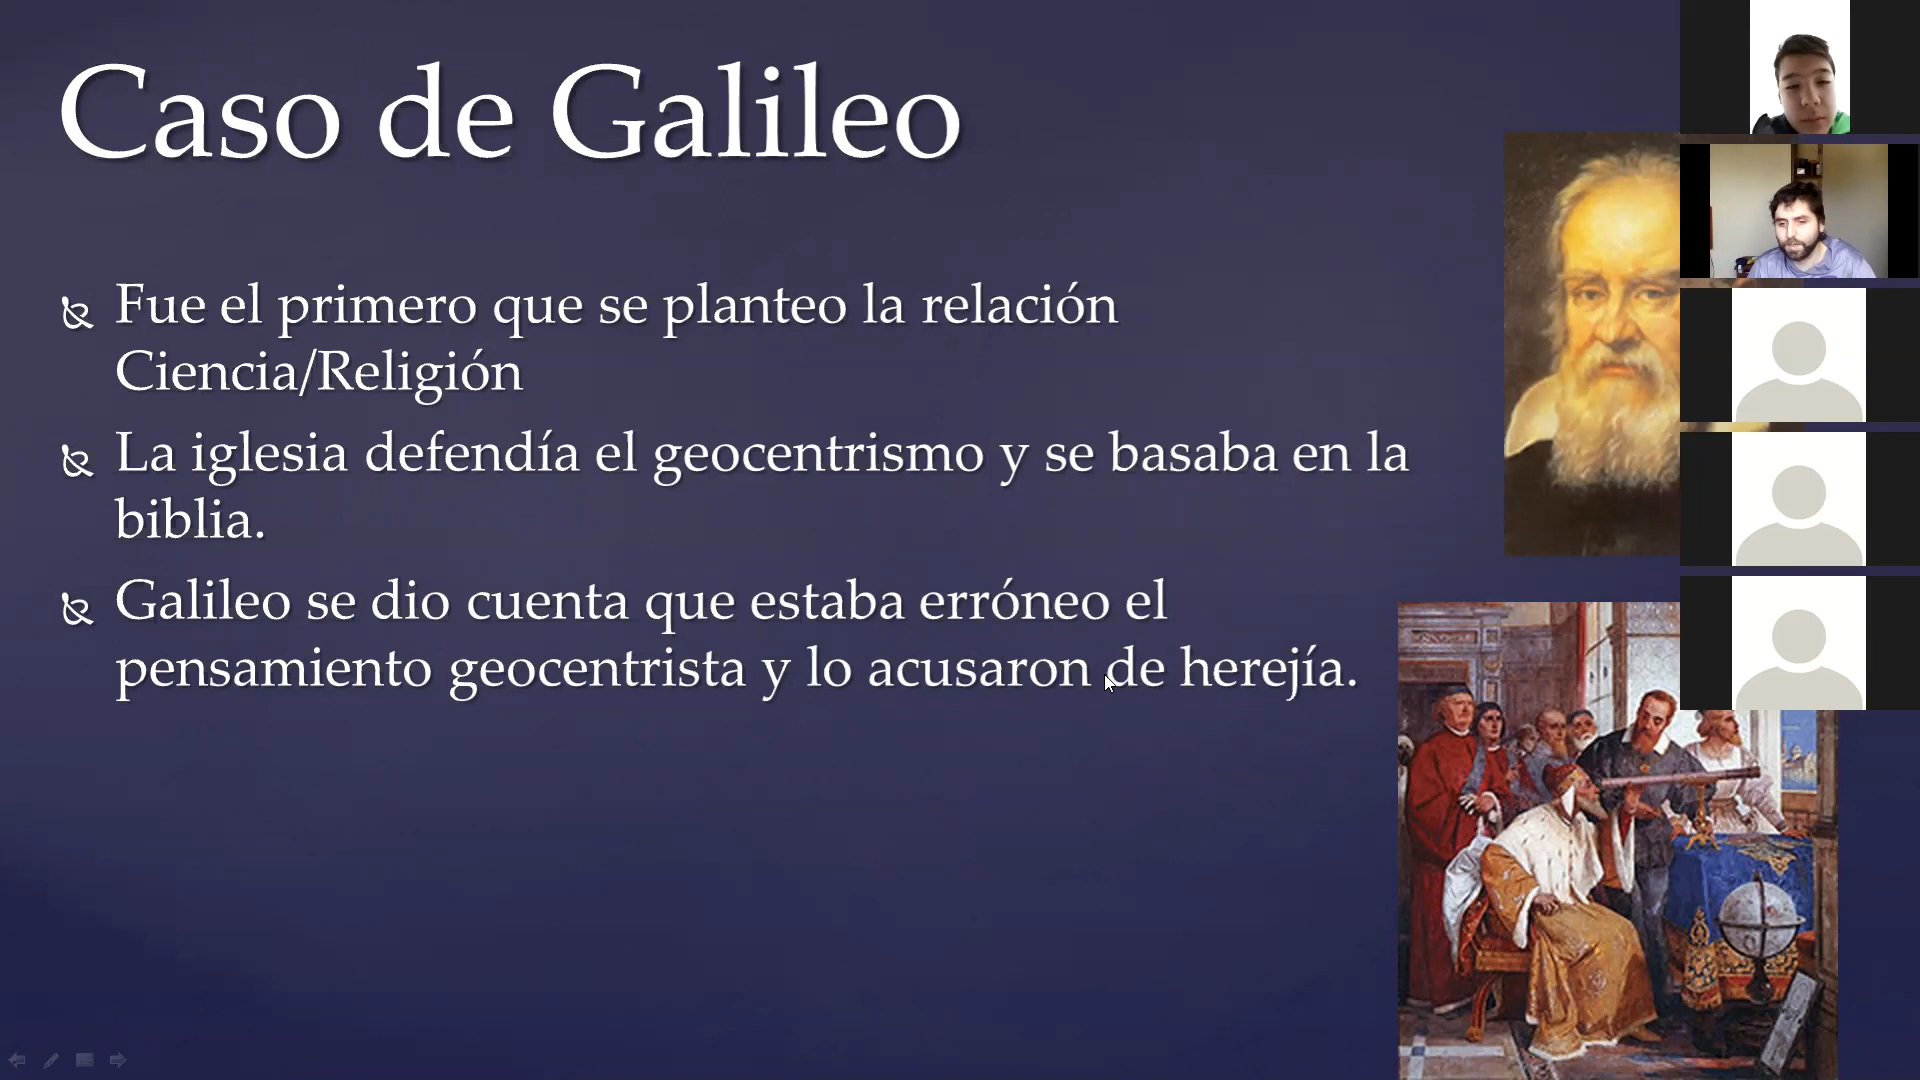 Caso de Galileo
Fue el primero que se planteo la relación
Ciencia/Religión
La iglesia defendía el geocentrismo y se basaba en la
biblia.
Galileo se dio cuenta que estaba erróneo el
pensamiento geocentrista y lo acusaron de herejía.